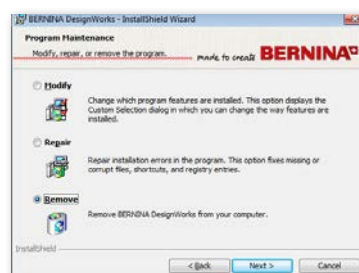 BERNINA DesignWorks - InstallShield Wizard
Program Maintenance
Modify, repair, or remove the program.
made to create BERNINA
Modify
Change which program features are installed. This option displays the
Custom Selection dialog in which you can change the way features are
installed.
Repair
Repair installation errors in the program. This option fixes missing or
corrupt files, shortcuts, and registry entries.
Remove
Remove BERNINA DesignWorks from your computer.
InstallShield
< Back
Next >
Cancel